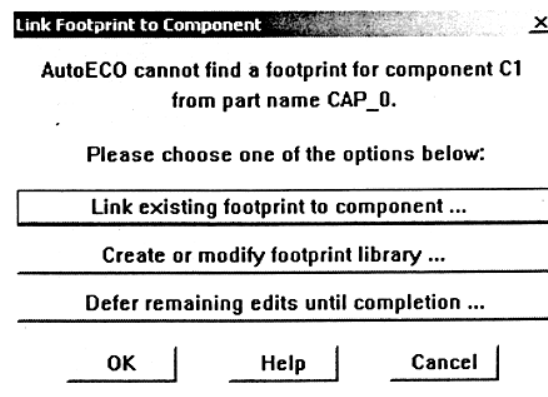 Link Footprint to Component
AutoECO cannot find a footprint for component C1
from part name CAP_0.
Please choose one of the options below:
Link existing footprint to component ...
Create or modify footprint library ...
Defer remaining edits until completion ...
OK Help Cancel